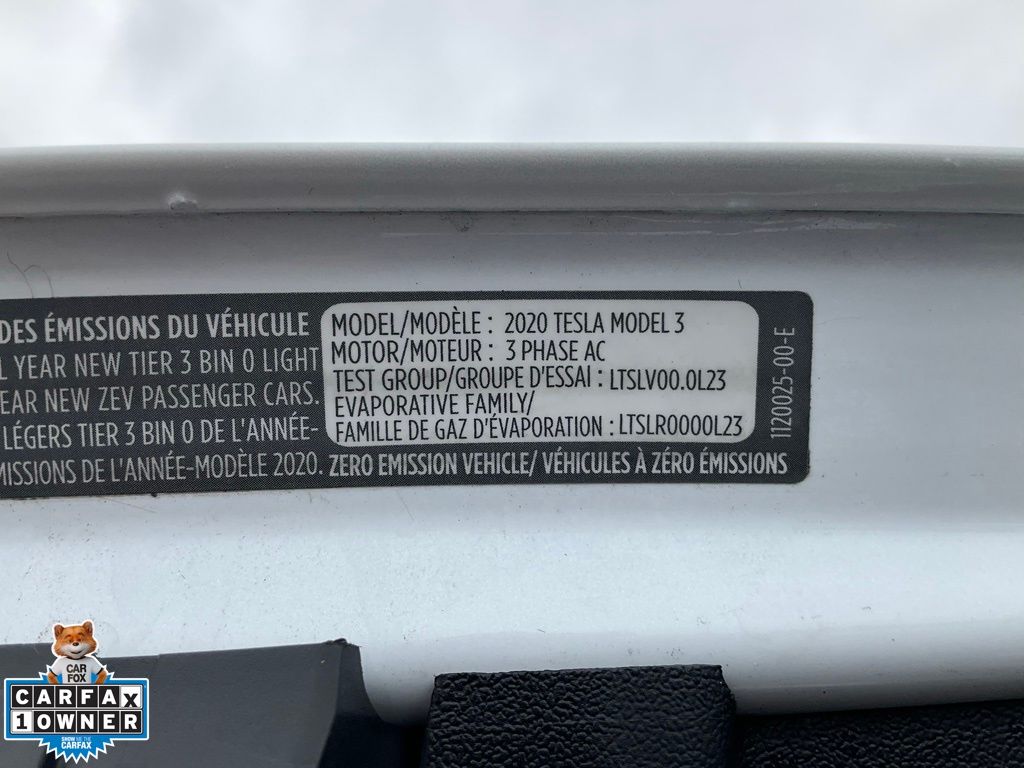 DES ÉMISSIONS DU VÉHICULE
L YEAR NEW TIER 3 BIN 0 LIGHT
EAR NEW ZEV PASSENGER CARS.
LÉGERS TIER 3 BIN 0 DE L'ANNÉE-
MISSIONS DE L'ANNÉE-MODÈLE 2020.
MODEL/MODÈLE : 2020 TESLA MODEL 3
MOTOR/MOTEUR : 3 PHASE AC
TEST GROUP/GROUPE D'ESSAI : LTSLV00.0L23
EVAPORATIVE FAMILY/
FAMILLE DE GAZ D'ÉVAPORATION : LTSLR0000L23
ZERO EMISSION VEHICLE/ VÉHICULES À ZÉRO ÉMISSIONS
1120025-00-E
CAR
FOX
CARFAX
1 OWNER
SHOW ME THE
CARFAX